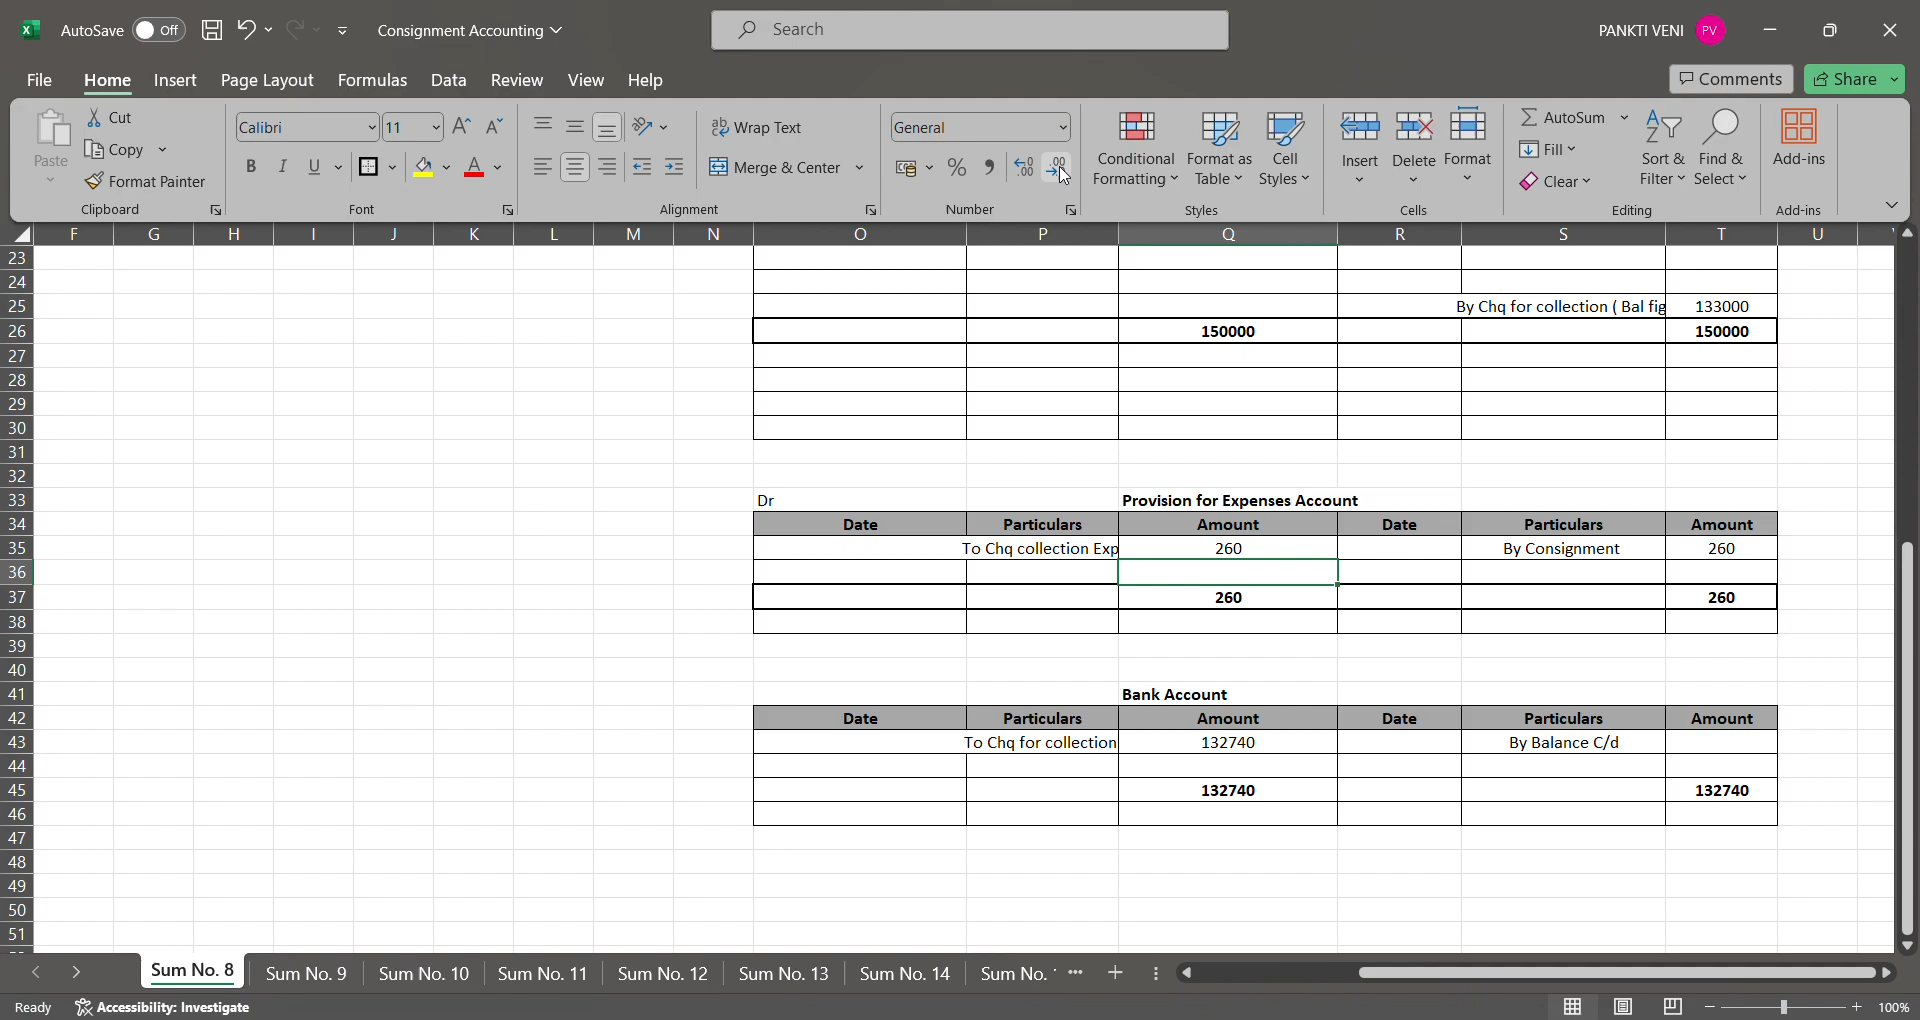 AutoSave Off Consignment Accounting Search PANKTI VENI PV
File Home Insert Page Layout Formulas Data Review View Help Comments Share
Paste Cut Copy Format Painter Clipboard
Calibri 11 B I U A Font
ab Wrap Text Merge & Center Alignment
General % Number
Conditional Formatting Format as Table Cell Styles Styles
Insert Delete Format Cells
AutoSum Fill Clear Sort & Filter Find & Select Editing
Add-ins Add-ins
F G H I J K L M N O P Q R S T U
23
24
25 By Chq for collection ( Bal fig 133000
26 150000 150000
27
28
29
30
31
32
33 Dr Provision for Expenses Account
34 Date Particulars Amount Date Particulars Amount
35 To Chq collection Exp 260 By Consignment 260
36
37 260 260
38
39
40
41 Bank Account
42 Date Particulars Amount Date Particulars Amount
43 To Chq for collection 132740 By Balance C/d
44
45 132740 132740
46
47
48
49
50
51
Sum No. 8 Sum No. 9 Sum No. 10 Sum No. 11 Sum No. 12 Sum No. 13 Sum No. 14 Sum No.
Ready Accessibility: Investigate 100%